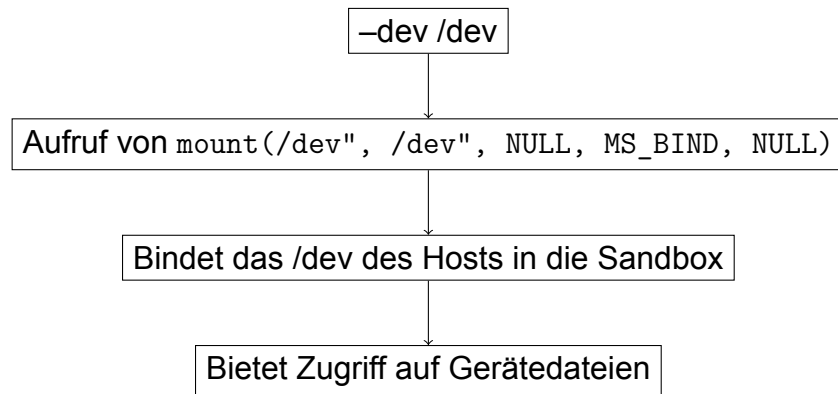 –dev /dev
Aufruf von mount(/dev", /dev", NULL, MS_BIND, NULL)
Bindet das /dev des Hosts in die Sandbox
Bietet Zugriff auf Gerätedateien